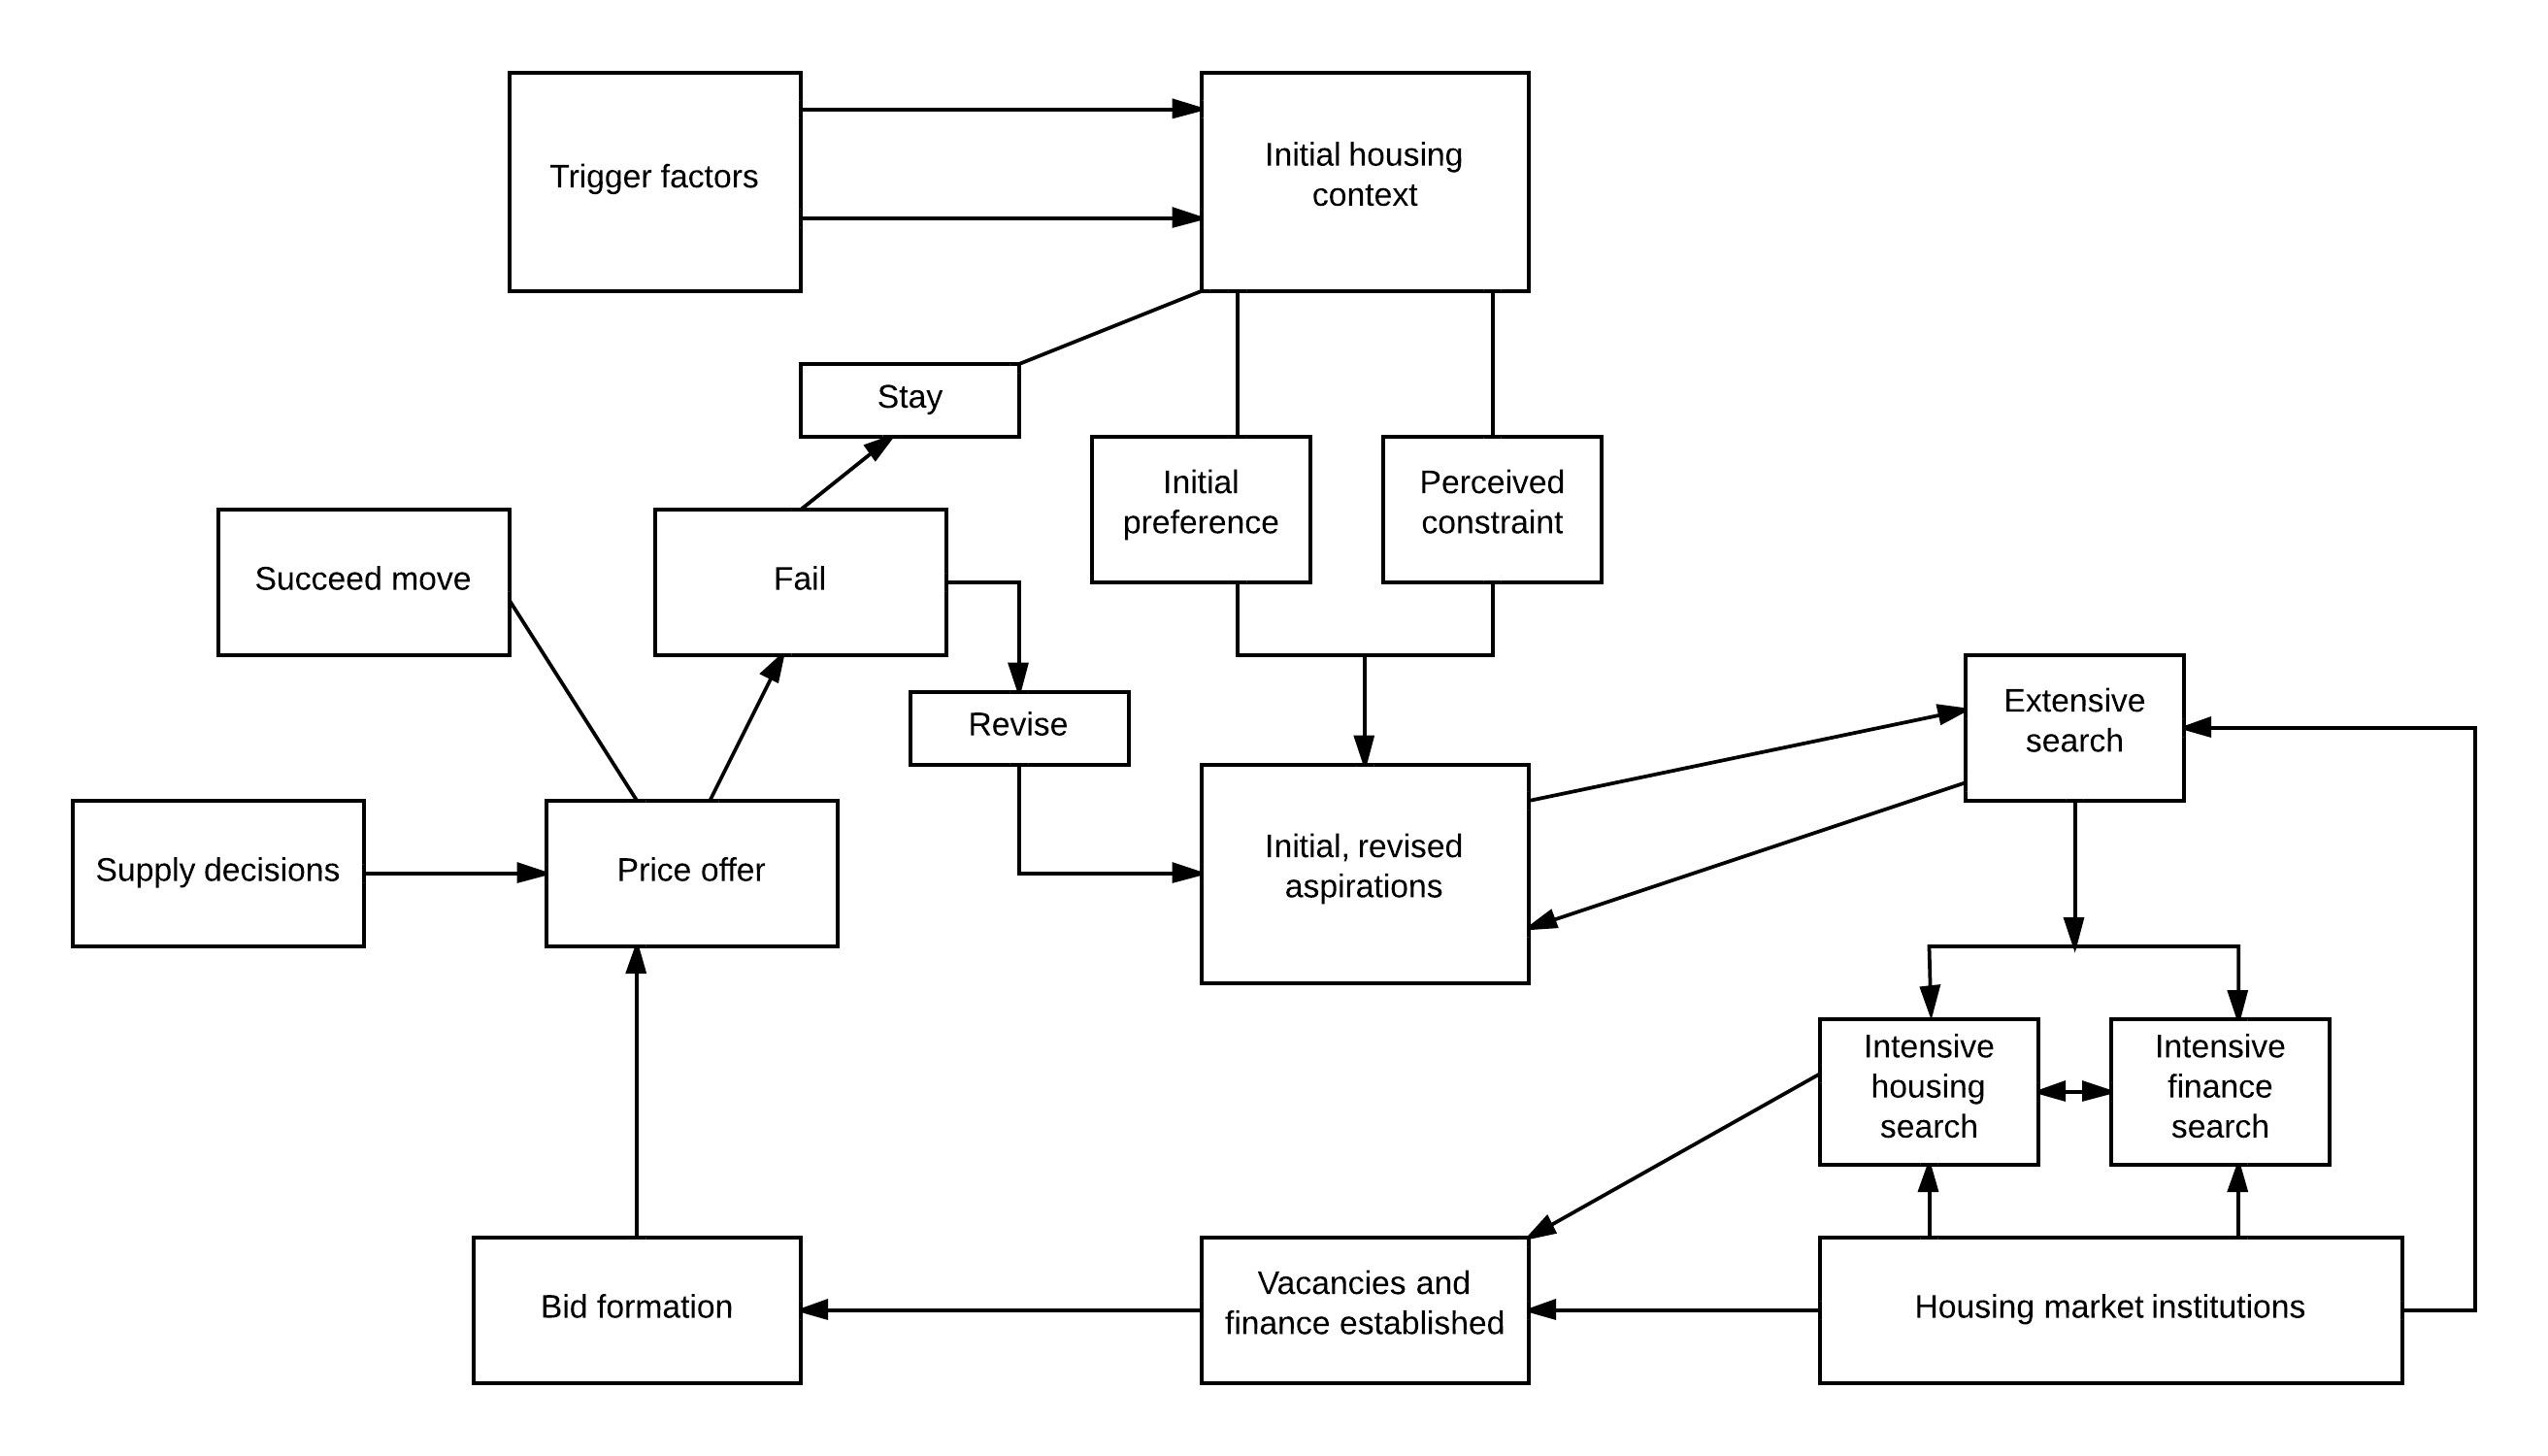 Trigger factors
Initial housing
context
Stay
Initial
preference
Perceived
constraint
Succeed move
Fail
Revise
Extensive
search
Supply decisions
Price offer
Initial, revised
aspirations
Intensive
housing
search
Intensive
finance
search
Bid formation
Vacancies and
finance established
Housing market institutions